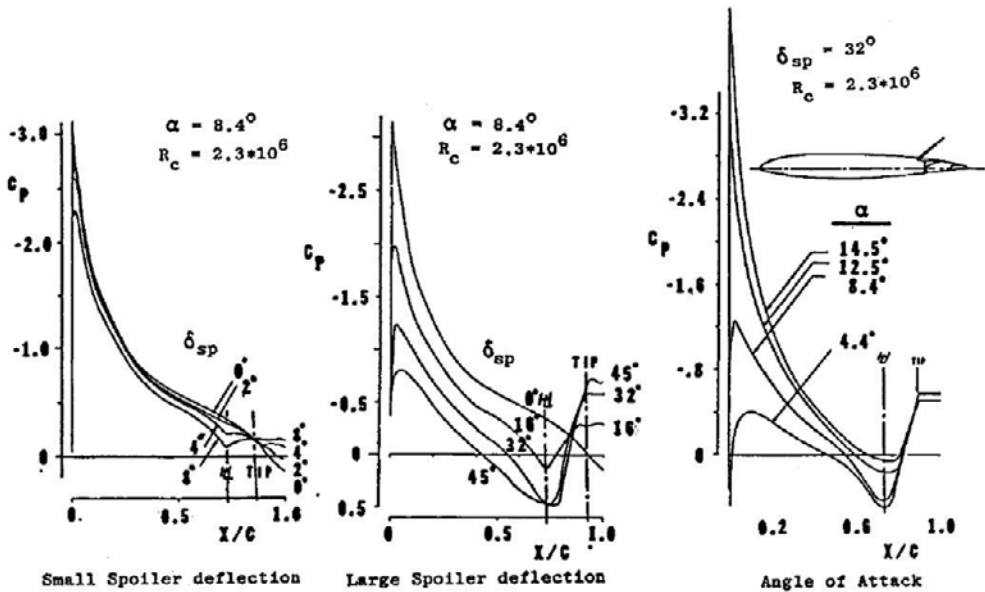 α = 8.4°
R_c = 2.3*10^6
C_P
-3.0
-2.0
-1.0
0
δ_sp
0°
2°
4°
8°
HL
TIP
8°
4°
2°
0°
0.
0.5
1.0
X/C
Small Spoiler deflection
α = 8.4°
R_c = 2.3*10^6
C_P
-2.5
-1.5
-0.5
0
0.5
δ_sp
TIP
0°
HL
16°
32°
45°
45°
32°
16°
0
0.5
1.0
X/C
Large Spoiler deflection
δ_sp = 32°
R_c = 2.3*10^6
C_P
-3.2
-2.4
-1.6
-.8
0
α
14.5°
12.5°
8.4°
4.4°
TIP
0.2
0.6
1.0
X/C
Angle of Attack